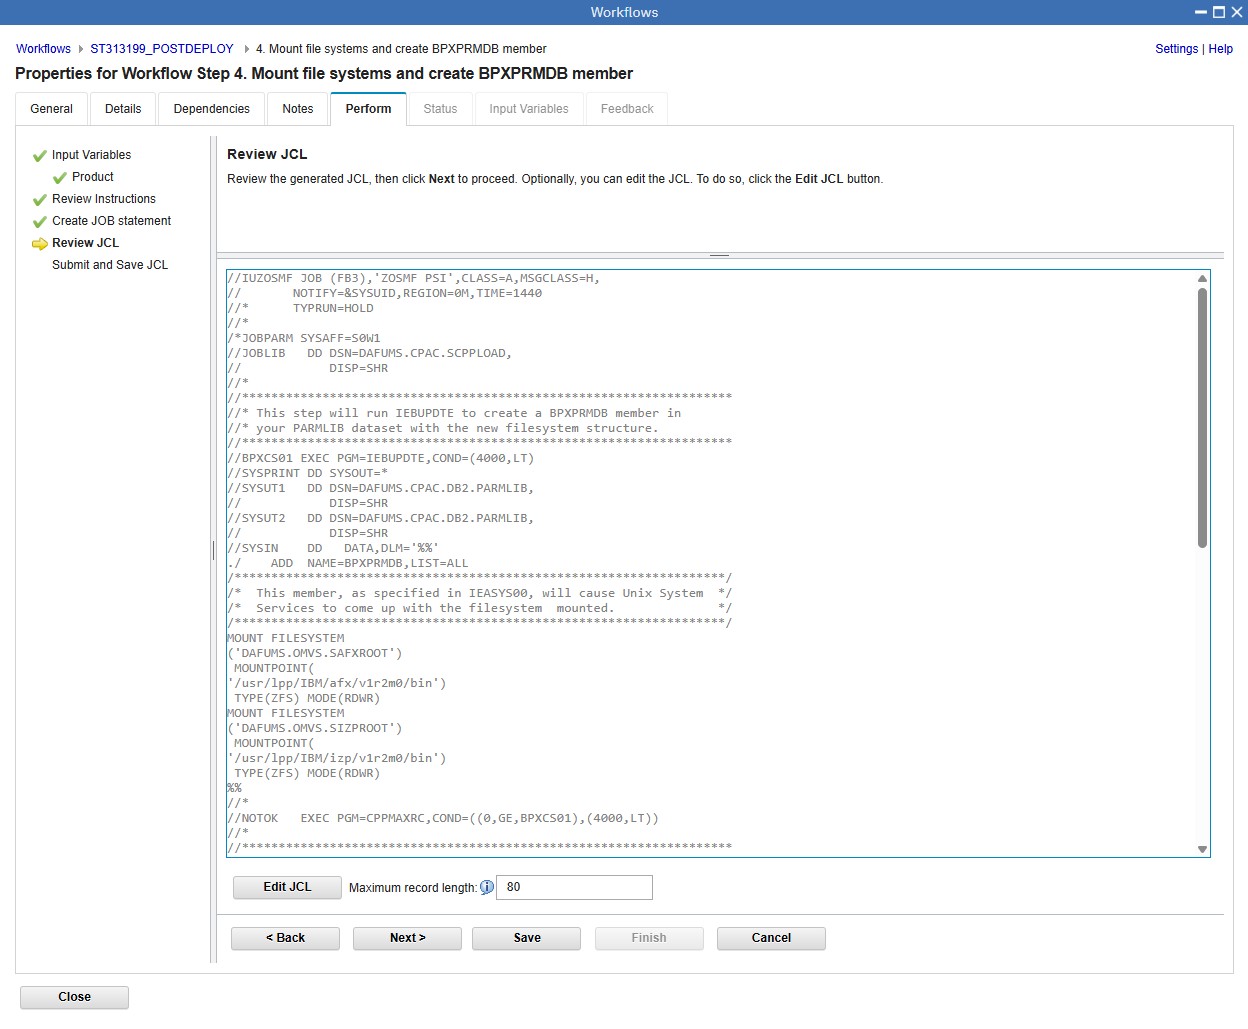 Workflows
Workflows ST313199_POSTDEPLOY 4. Mount file systems and create BPXPRMDB member Settings | Help
Properties for Workflow Step 4. Mount file systems and create BPXPRMDB member
General Details Dependencies Notes Perform Status Input Variables Feedback
Input Variables
Product
Review Instructions
Create JOB statement
Review JCL
Submit and Save JCL
Review JCL
Review the generated JCL, then click Next to proceed. Optionally, you can edit the JCL. To do so, click the Edit JCL button.
//IUZOSMF JOB (FB3),'ZOSMF PSI',CLASS=A,MSGCLASS=H,
//       NOTIFY=&SYSUID,REGION=0M,TIME=1440
//*      TYPRUN=HOLD
//*
/*JOBPARM SYSAFF=S0W1
//JOBLIB   DD DSN=DAFUMS.CPAC.SCPPLOAD,
//            DISP=SHR
//*
//*******************************************************************
//* This step will run IEBUPDTE to create a BPXPRMDB member in
//* your PARMLIB dataset with the new filesystem structure.
//*******************************************************************
//BPXCS01 EXEC PGM=IEBUPDTE,COND=(4000,LT)
//SYSPRINT DD SYSOUT=*
//SYSUT1   DD DSN=DAFUMS.CPAC.DB2.PARMLIB,
//            DISP=SHR
//SYSUT2   DD DSN=DAFUMS.CPAC.DB2.PARMLIB,
//            DISP=SHR
//SYSIN    DD   DATA,DLM='%%'
./    ADD  NAME=BPXPRMDB,LIST=ALL
/*******************************************************************/
/*  This member, as specified in IEASYS00, will cause Unix System  */
/*  Services to come up with the filesystem  mounted.              */
/*******************************************************************/
MOUNT FILESYSTEM
('DAFUMS.OMVS.SAFXROOT')
 MOUNTPOINT(
'/usr/lpp/IBM/afx/v1r2m0/bin')
 TYPE(ZFS) MODE(RDWR)
MOUNT FILESYSTEM
('DAFUMS.OMVS.SIZPROOT')
 MOUNTPOINT(
'/usr/lpp/IBM/izp/v1r2m0/bin')
 TYPE(ZFS) MODE(RDWR)
%%
//*
//NOTOK   EXEC PGM=CPPMAXRC,COND=((0,GE,BPXCS01),(4000,LT))
//*
//*******************************************************************
Edit JCL Maximum record length: 80
< Back Next > Save Finish Cancel
Close